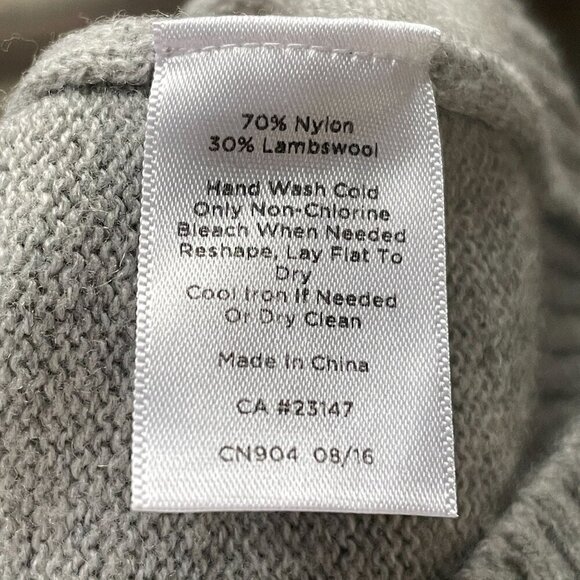 70% Nylon
30% Lambswool
Hand Wash Cold
Only Non-Chlorine
Bleach When Needed
Reshape, Lay Flat To
Dry
Cool Iron If Needed
Or Dry Clean
Made In China
CA #23147
CN904 08/16